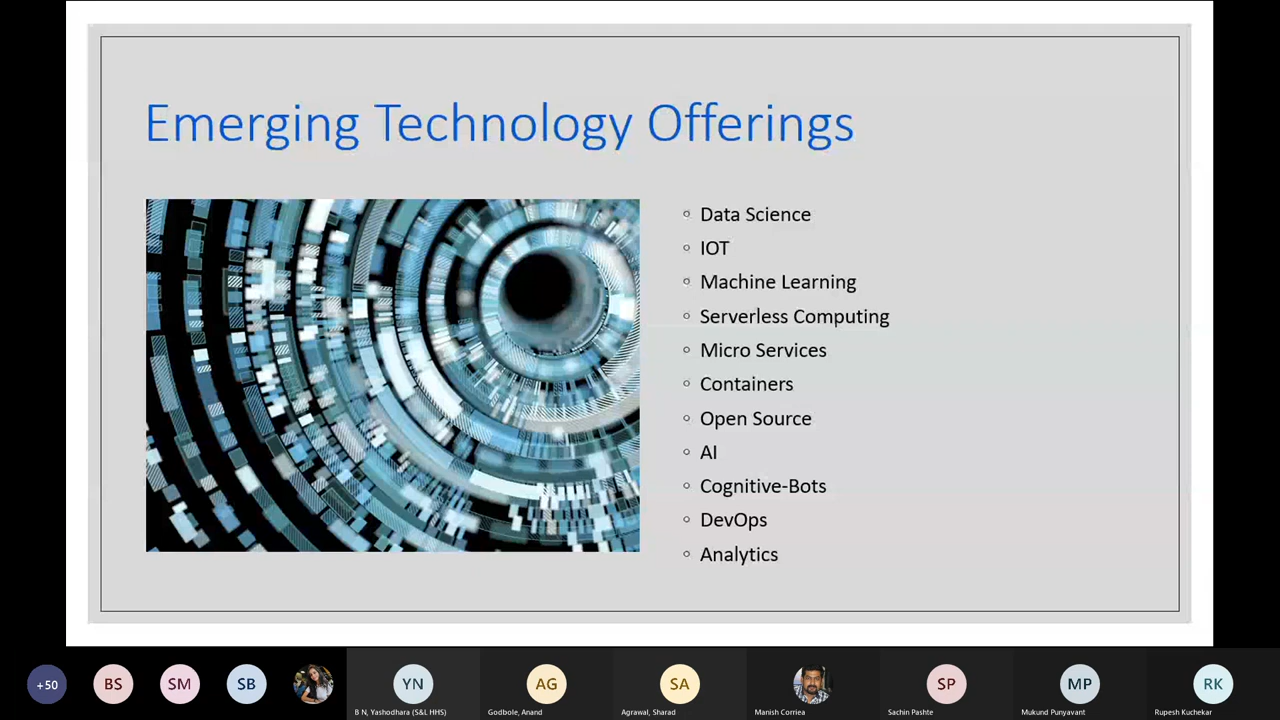 Emerging Technology Offerings
Data Science
IOT
Machine Learning
Serverless Computing
Micro Services
Containers
Open Source
AI
Cognitive-Bots
DevOps
Analytics
+50
BS
SM
SB
YN
AG
SA
SP
MP
RK
B N, Yashodhara (S&L HHS)
Godbole, Anand
Agrawal, Sharad
Manish Corriea
Sachin Pashte
Mukund Punyavant
Rupesh Kuchekar